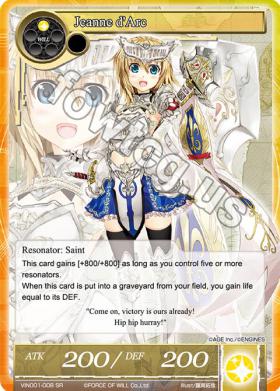 Jeanne d'Arc
WILL
fowlng.us
Resonator: Saint
This card gains [+800/+800] as long as you control five or more
resonators.
When this card is put into a graveyard from your field, you gain life
equal to its DEF.
"Come on, victory is ours already!
Hip hip hurray!"
©AGE Inc./©ENGINES
ATK 200 / DEF 200
VIN001-008 SR ©FORCE OF WILL Co.,Ltd.